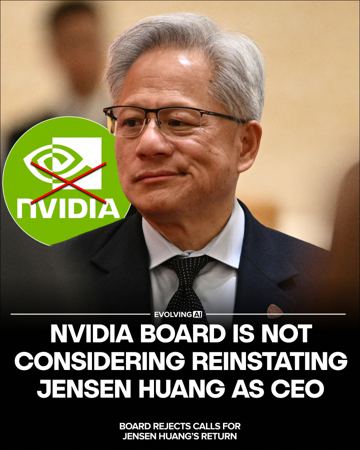 nVIDIA
EVOLVING AI
NVIDIA BOARD IS NOT
CONSIDERING REINSTATING
JENSEN HUANG AS CEO
BOARD REJECTS CALLS FOR
JENSEN HUANG'S RETURN